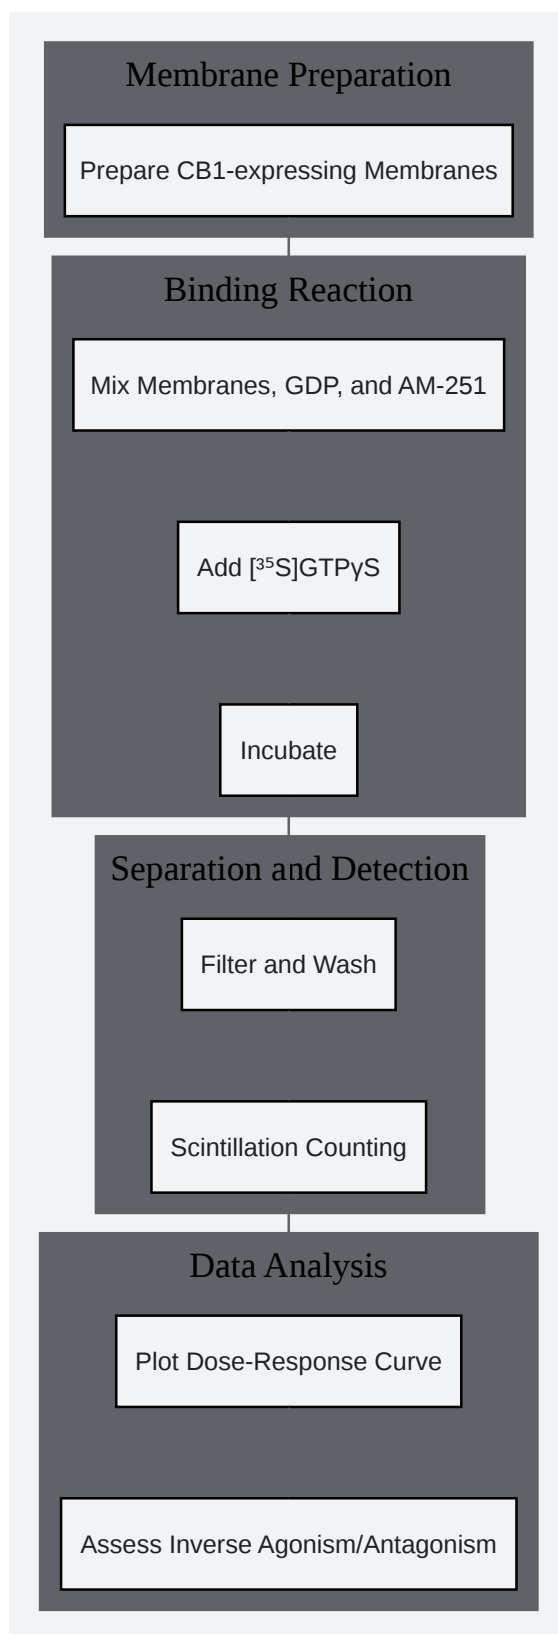 Membrane Preparation
Prepare CB1-expressing Membranes
Binding Reaction
Mix Membranes, GDP, and AM-251
Add [³⁵S]GTPγS
Incubate
Separation and Detection
Filter and Wash
Scintillation Counting
Data Analysis
Plot Dose-Response Curve
Assess Inverse Agonism/Antagonism